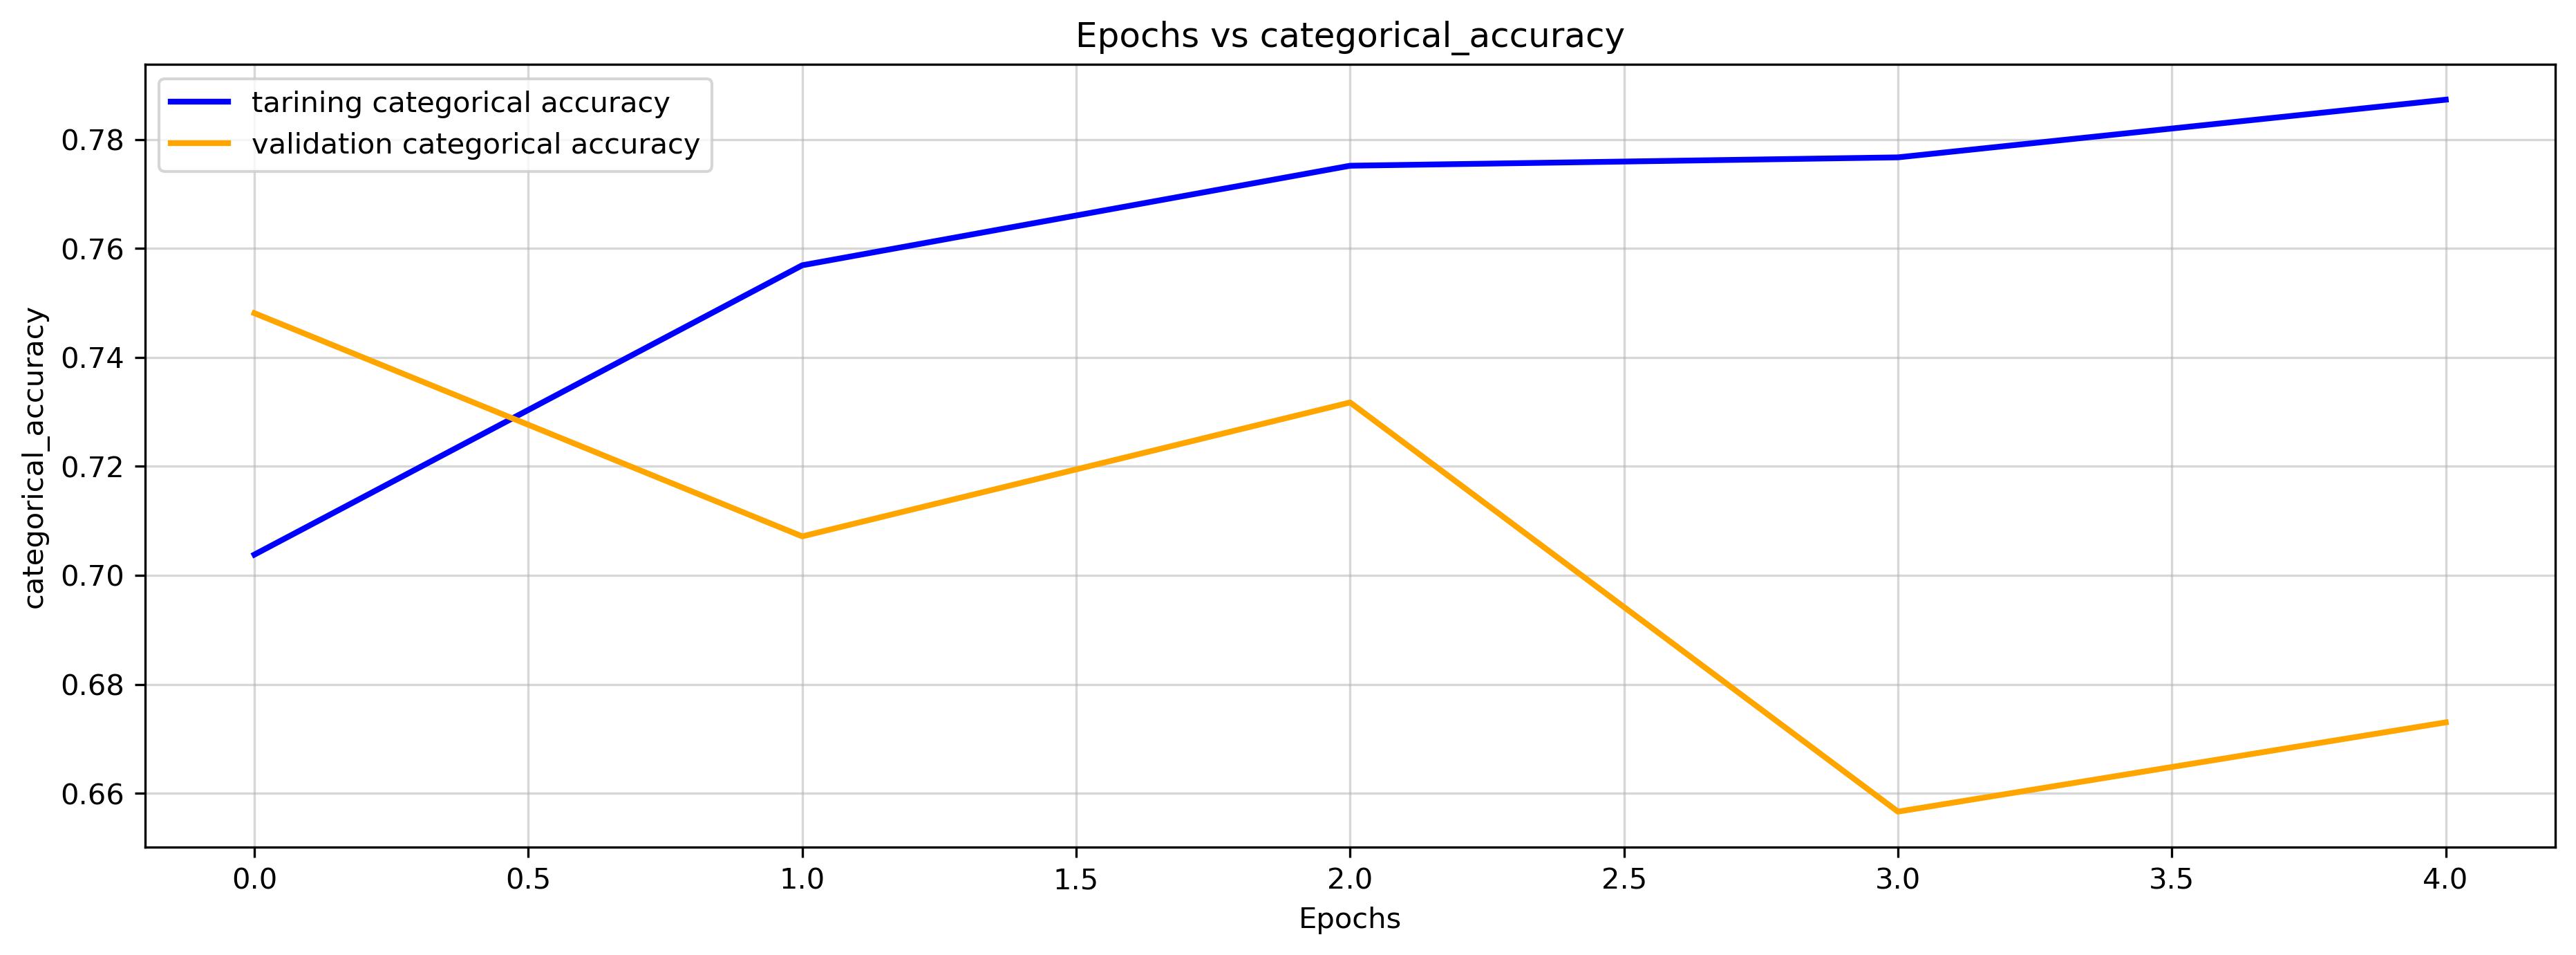 Epochs vs categorical_accuracy
tarining categorical accuracy
validation categorical accuracy
categorical_accuracy
0.78
0.76
0.74
0.72
0.70
0.68
0.66
0.0 0.5 1.0 1.5 2.0 2.5 3.0 3.5 4.0
Epochs